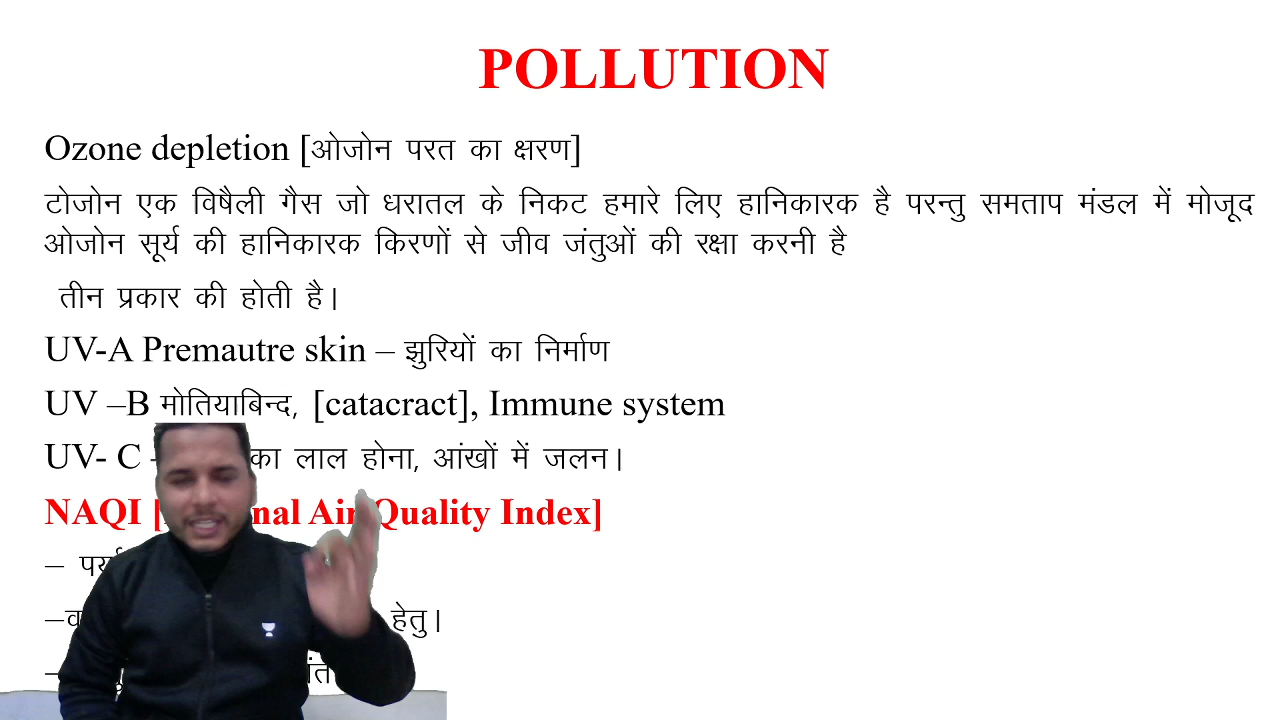 POLLUTION
Ozone depletion [ओजोन परत का क्षरण]
टोजोन एक विषैली गैस जो धरातल के निकट हमारे लिए हानिकारक है परन्तु समताप मंडल में मोजूद
ओजोन सूर्य की हानिकारक किरणों से जीव जंतुओं की रक्षा करनी है
तीन प्रकार की होती है।
UV-A Premautre skin – झुरियों का निर्माण
UV –B मोतियाबिन्द, [catacract], Immune system
UV- C का लाल होना, आंखों में जलन।
NAQI [ Air Quality Index]
–
– हेतु।
–